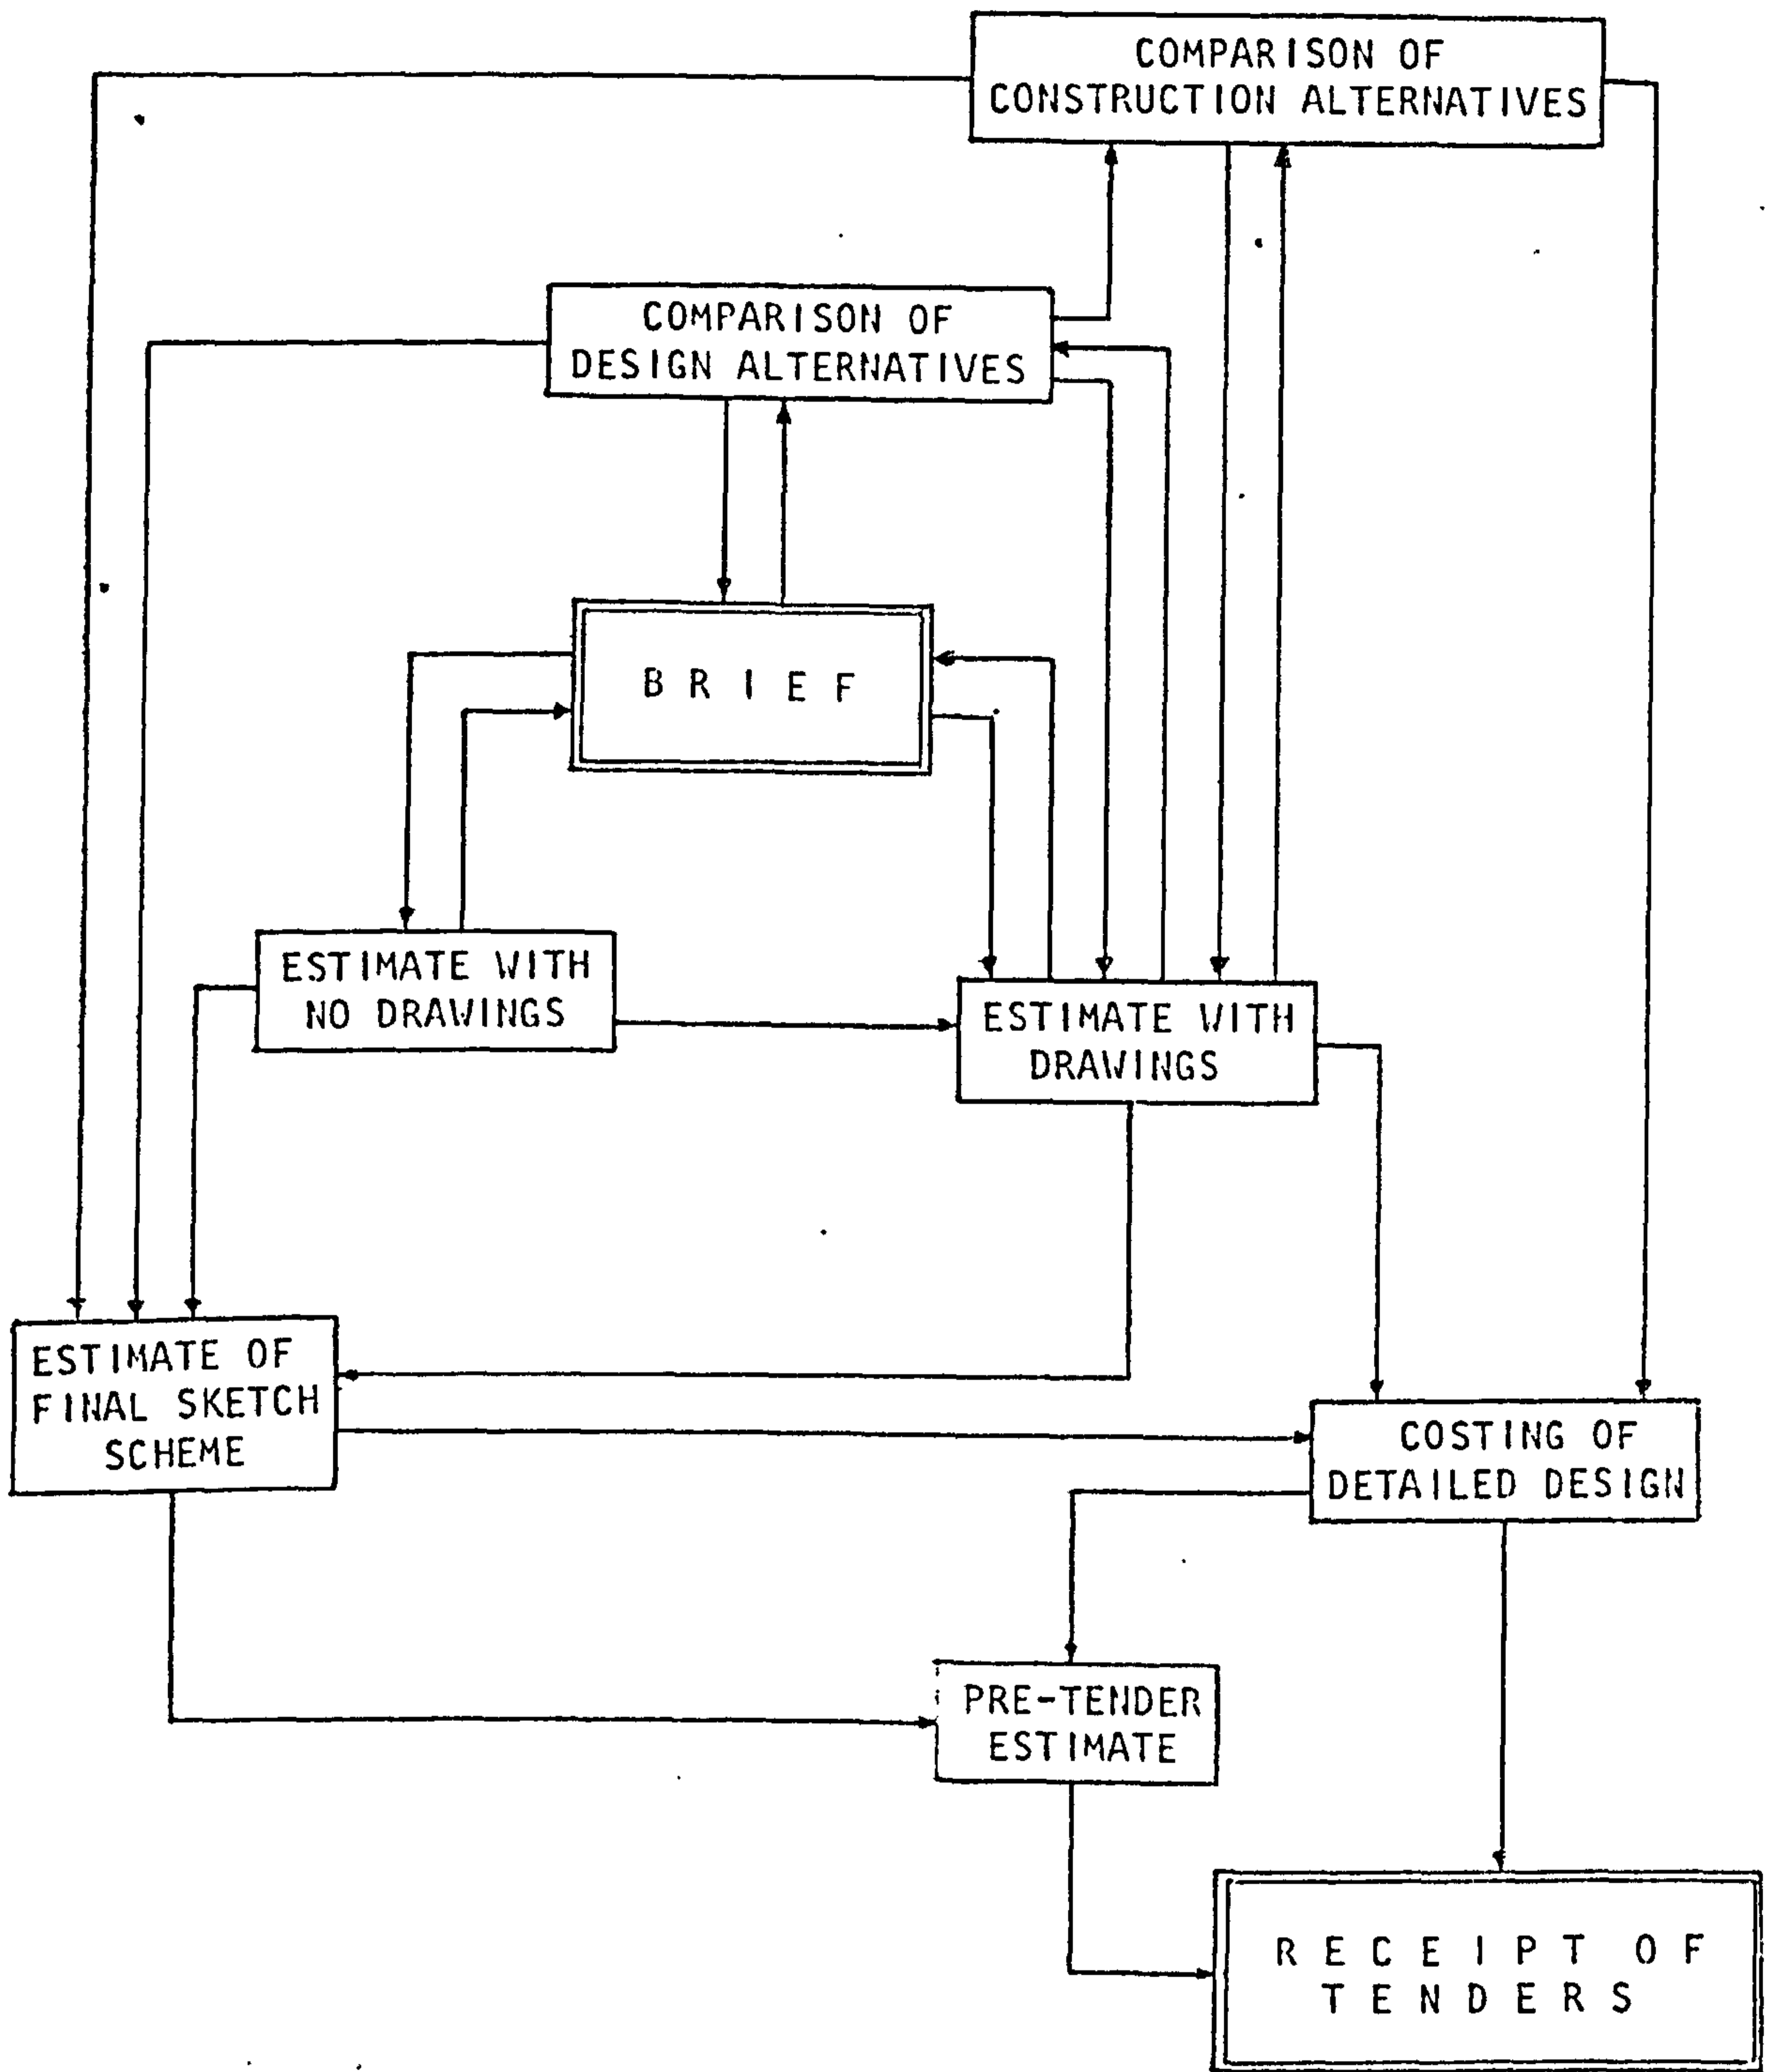 COMPARISON OF
CONSTRUCTION ALTERNATIVES
COMPARISON OF
DESIGN ALTERNATIVES
B R I E F
ESTIMATE WITH
NO DRAWINGS
ESTIMATE WITH
DRAWINGS
ESTIMATE OF
FINAL SKETCH
SCHEME
COSTING OF
DETAILED DESIGN
PRE-TENDER
ESTIMATE
R E C E I P T O F
T E N D E R S